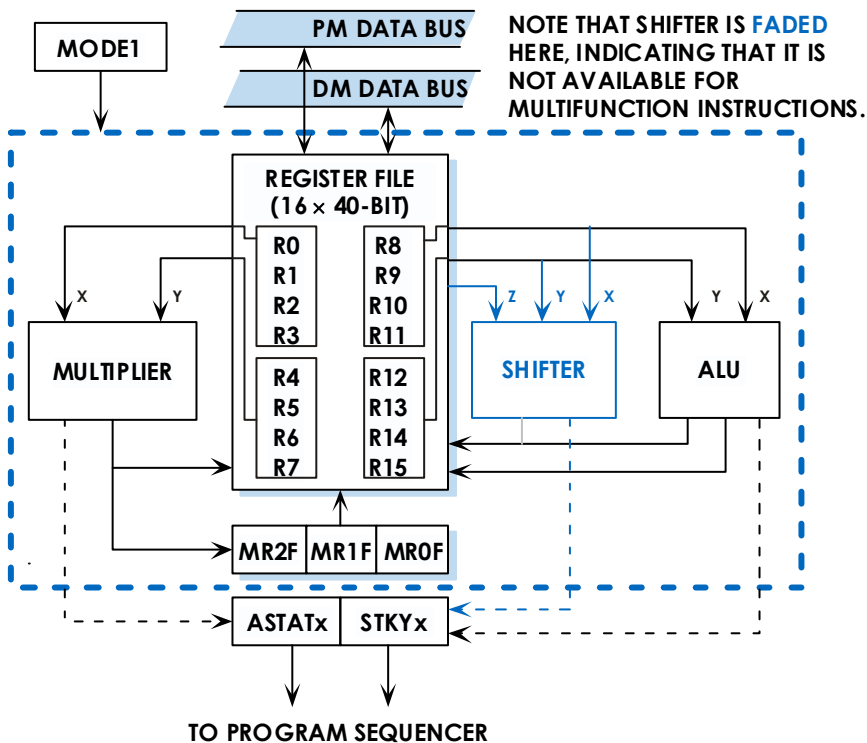 MODE1
PM DATA BUS
DM DATA BUS
NOTE THAT SHIFTER IS FADED
HERE, INDICATING THAT IT IS
NOT AVAILABLE FOR
MULTIFUNCTION INSTRUCTIONS.
REGISTER FILE
(16 × 40-BIT)
R0
R1
R2
R3
R8
R9
R10
R11
R4
R5
R6
R7
R12
R13
R14
R15
X
Y
Z
Y
X
Y
X
MULTIPLIER
SHIFTER
ALU
MR2F
MR1F
MR0F
ASTATx
STKYx
TO PROGRAM SEQUENCER